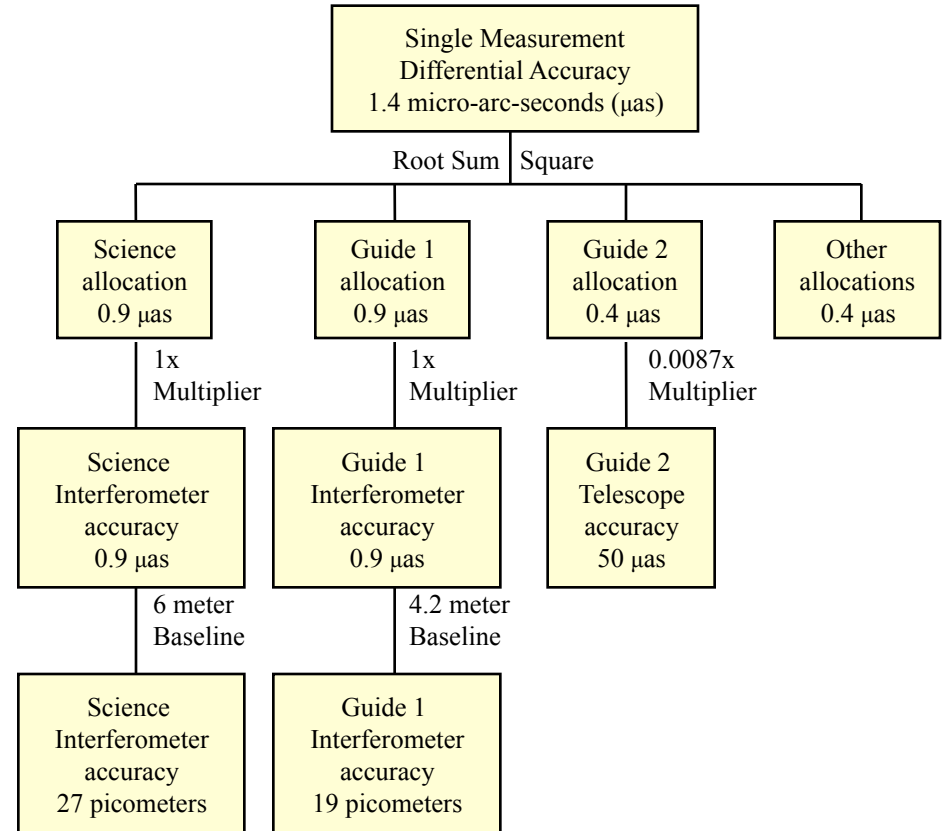 Single Measurement
Differential Accuracy
1.4 micro-arc-seconds (μas)
Root Sum Square
Science
allocation
0.9 μas
Guide 1
allocation
0.9 μas
Guide 2
allocation
0.4 μas
Other
allocations
0.4 μas
1x
Multiplier
1x
Multiplier
0.0087x
Multiplier
Science
Interferometer
accuracy
0.9 μas
Guide 1
Interferometer
accuracy
0.9 μas
Guide 2
Telescope
accuracy
50 μas
6 meter
Baseline
4.2 meter
Baseline
Science
Interferometer
accuracy
27 picometers
Guide 1
Interferometer
accuracy
19 picometers